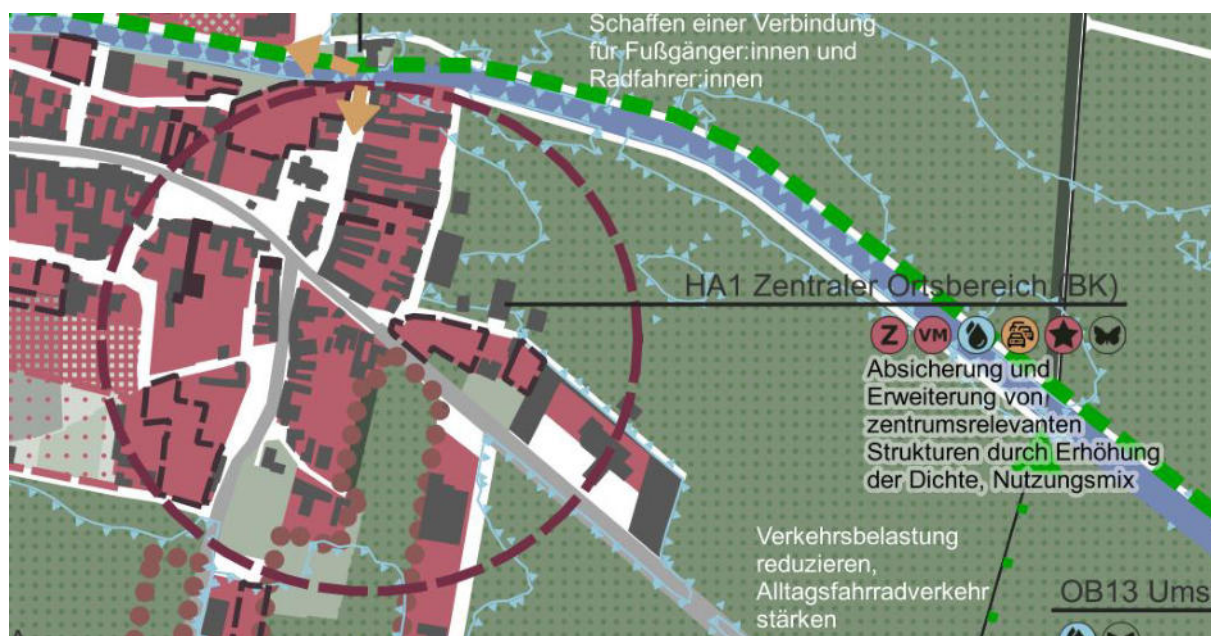 Schaffen einer Verbindung
für Fußgänger:innen und
Radfahrer:innen
HA1 Zentraler Ortsbereich (BK)
Z VM
Absicherung und
Erweiterung von
zentrumsrelevanten
Strukturen durch Erhöhung
der Dichte, Nutzungsmix
Verkehrsbelastung
reduzieren,
Alltagsfahrradverkehr
stärken
OB13 Ums